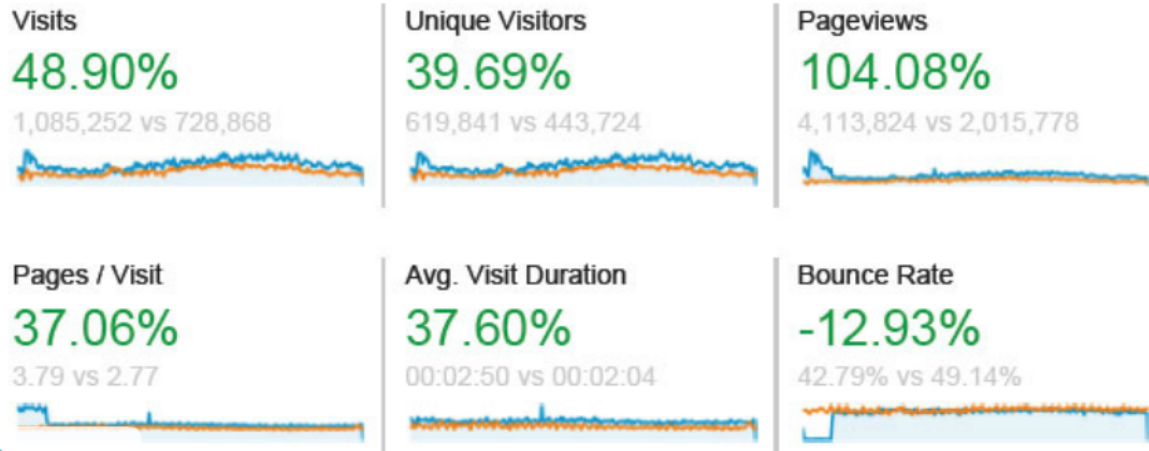 Visits
48.90%
1,085,252 vs 728,868
Unique Visitors
39.69%
619,841 vs 443,724
Pageviews
104.08%
4,113,824 vs 2,015,778
Pages / Visit
37.06%
3.79 vs 2.77
Avg. Visit Duration
37.60%
00:02:50 vs 00:02:04
Bounce Rate
-12.93%
42.79% vs 49.14%